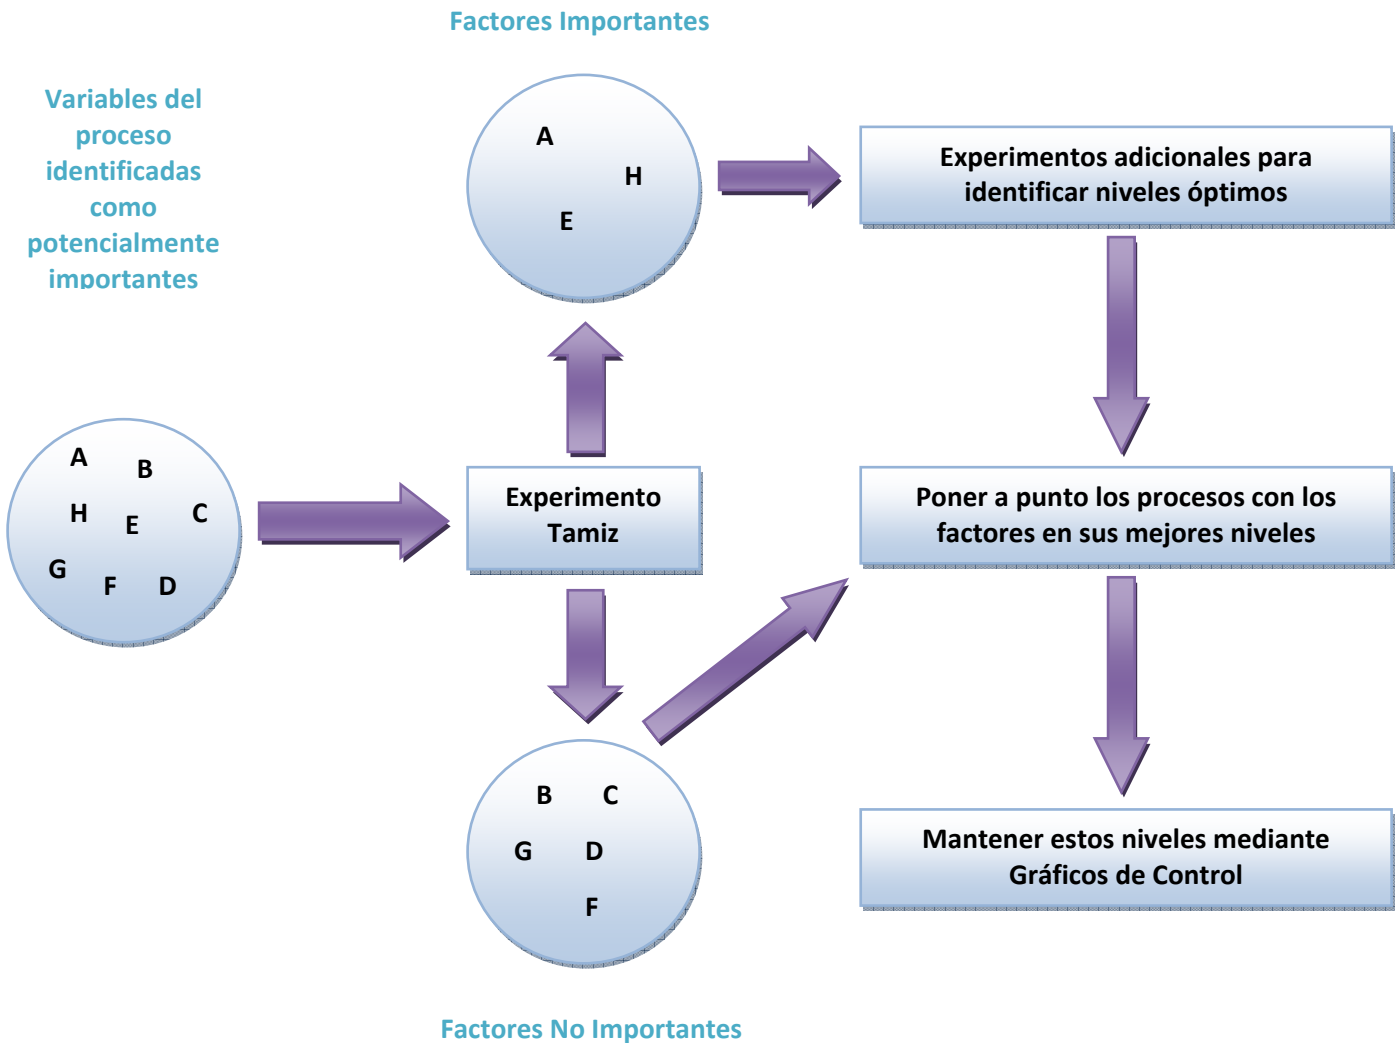 Factores Importantes
Variables del
proceso
identificadas
como
potencialmente
importantes
A
H
E
Experimentos adicionales para
identificar niveles óptimos
A
B
H
E
C
G
F
D
Experimento
Tamiz
Poner a punto los procesos con los
factores en sus mejores niveles
B C
G D
F
Mantener estos niveles mediante
Gráficos de Control
Factores No Importantes